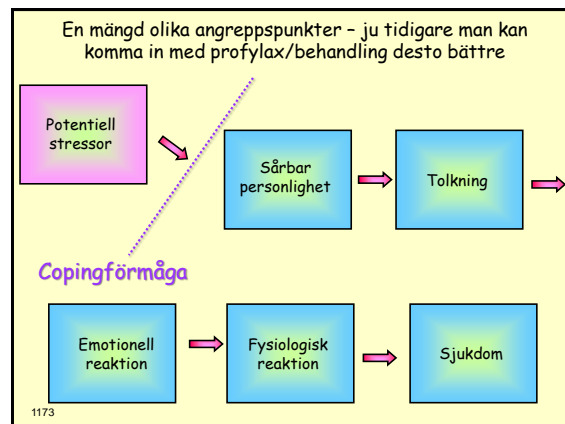 En mängd olika angreppspunkter – ju tidigare man kan
komma in med profylax/behandling desto bättre
Potentiell
stressor
Sårbar
personlighet
Tolkning
Copingförmåga
Emotionell
reaktion
Fysiologisk
reaktion
Sjukdom
1173